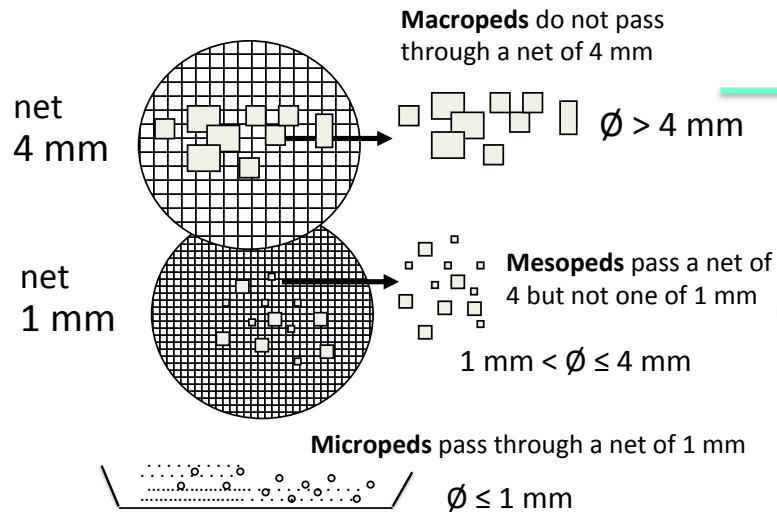 Macropeds do not pass
through a net of 4 mm
net
4 mm
Ø > 4 mm
net
1 mm
Mesopeds pass a net of
4 but not one of 1 mm
1 mm < Ø ≤ 4 mm
Micropeds pass through a net of 1 mm
Ø ≤ 1 mm